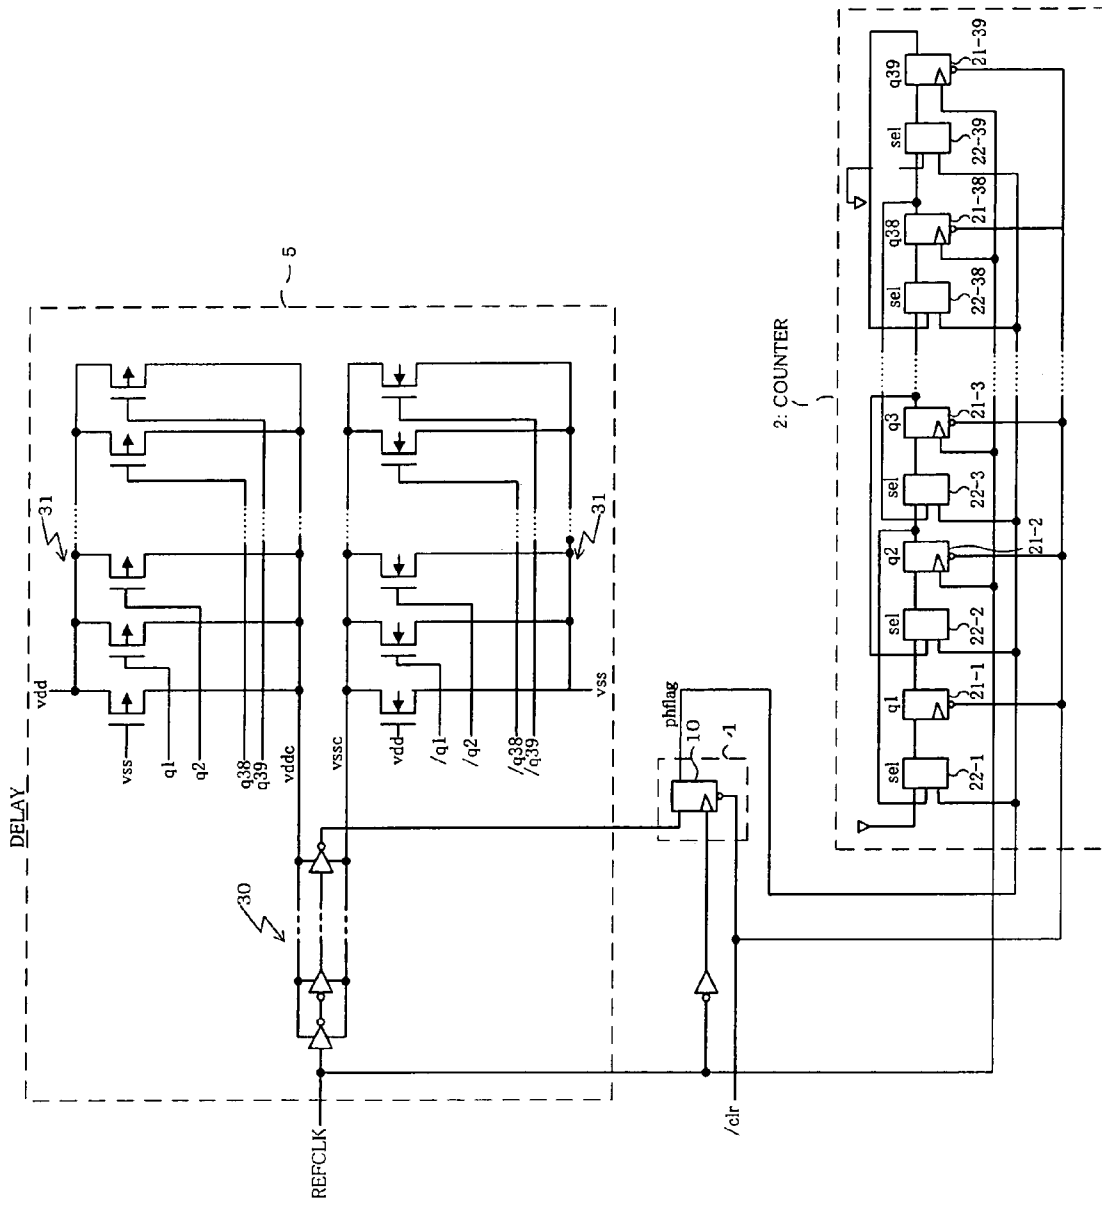 DELAY
5
31
vdd
vss
q1
q2
q38
q39
vddc
vssc
vdd
/q1
/q2
/q38
/q39
31
vss
30
REFCLK
/clr
phflag
10
1
2: COUNTER
sel
22-1
q1
21-1
sel
22-2
q2
21-2
sel
22-3
q3
21-3
sel
22-38
q38
21-38
sel
22-39
q39
21-39